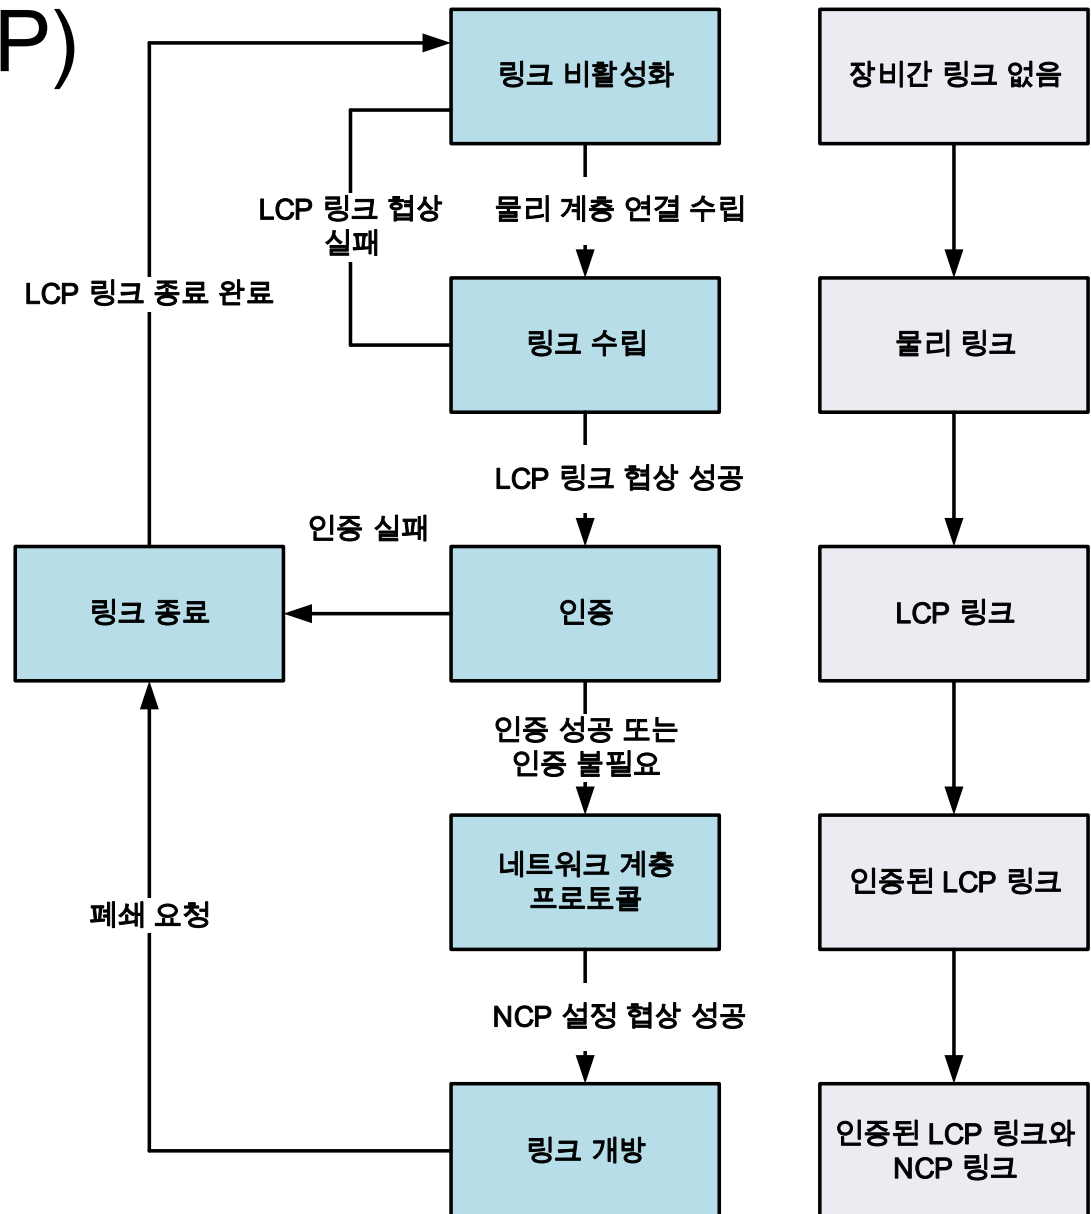 P)
링크 비활성화
장비간 링크 없음
LCP 링크 협상
실패
물리 계층 연결 수립
LCP 링크 종료 완료
링크 수립
물리 링크
LCP 링크 협상 성공
인증 실패
링크 종료
인증
LCP 링크
인증 성공 또는
인증 불필요
네트워크 계층
프로토콜
인증된 LCP 링크
폐쇄 요청
NCP 설정 협상 성공
링크 개방
인증된 LCP 링크와
NCP 링크